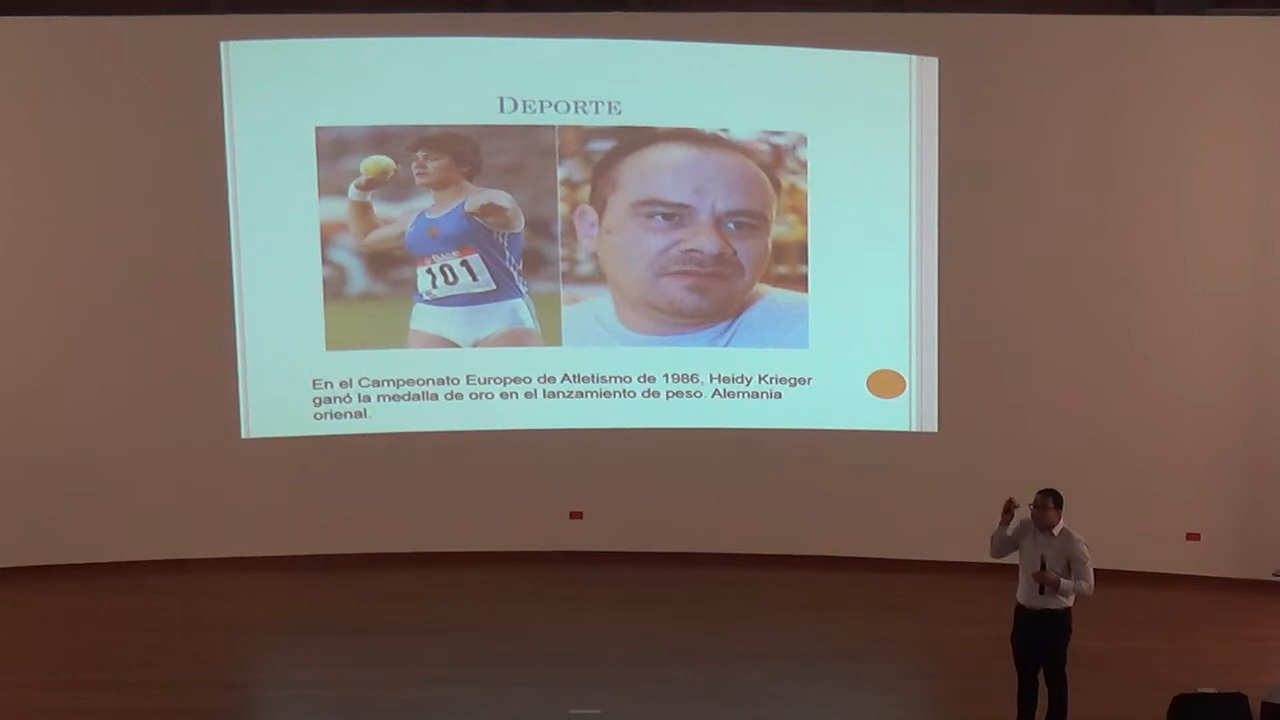 DEPORTE
101
En el Campeonato Europeo de Atletismo de 1986, Heidy Krieger
ganó la medalla de oro en el lanzamiento de peso. Alemania
orienal.